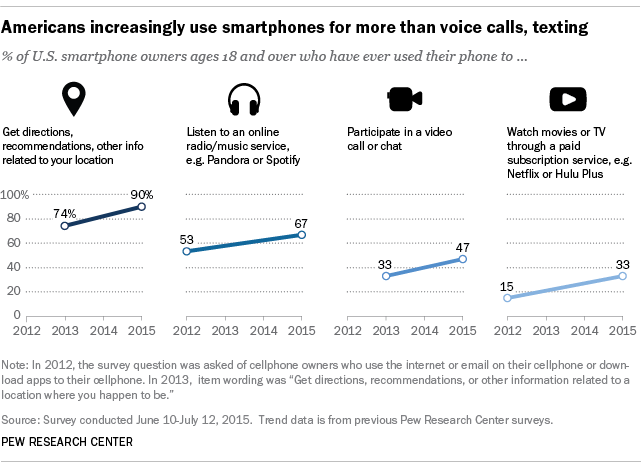 Americans increasingly use smartphones for more than voice calls, texting
% of U.S. smartphone owners ages 18 and over who have ever used their phone to ...
Get directions,
recommendations, other info
related to your location
Listen to an online
radio/music service,
e.g. Pandora or Spotify
Participate in a video
call or chat
Watch movies or TV
through a paid
subscription service, e.g.
Netflix or Hulu Plus
100%
80
60
40
20
0
74%
90%
2012 2013 2014 2015
53
67
2012 2013 2014 2015
33
47
2012 2013 2014 2015
15
33
2012 2013 2014 2015
Note: In 2012, the survey question was asked of cellphone owners who use the internet or email on their cellphone or down-
load apps to their cellphone. In 2013, item wording was “Get directions, recommendations, or other information related to a
location where you happen to be.”
Source: Survey conducted June 10-July 12, 2015. Trend data is from previous Pew Research Center surveys.
PEW RESEARCH CENTER